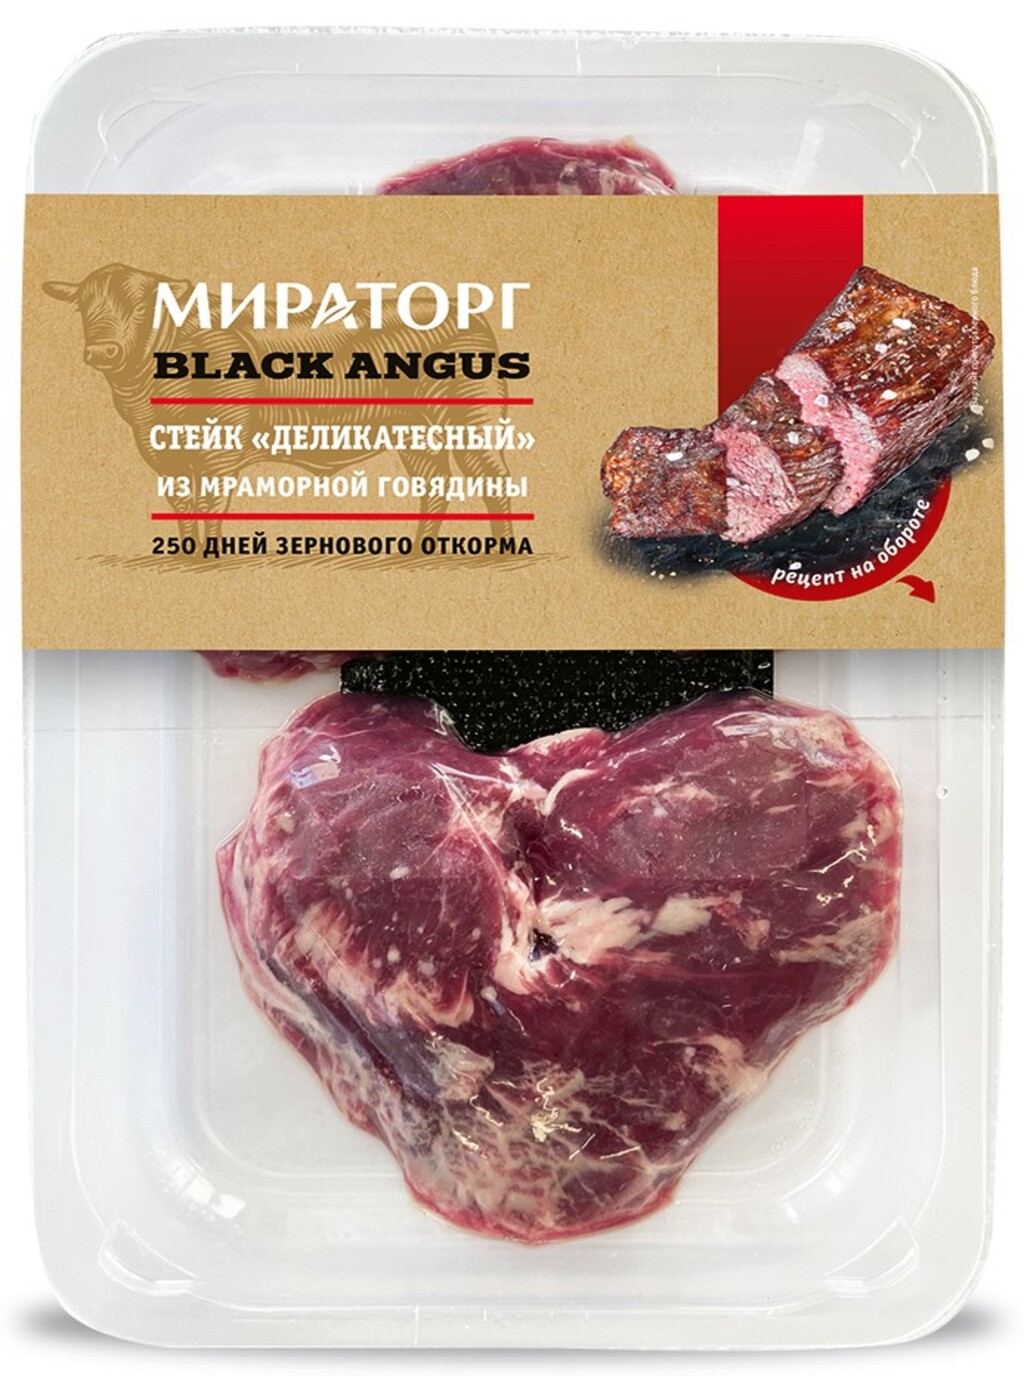 МИРАТОРГ
BLACK ANGUS
СТЕЙК «ДЕЛИКАТЕСНЫЙ»
ИЗ МРАМОРНОЙ ГОВЯДИНЫ
250 ДНЕЙ ЗЕРНОВОГО ОТКОРМА
рецепт на обороте